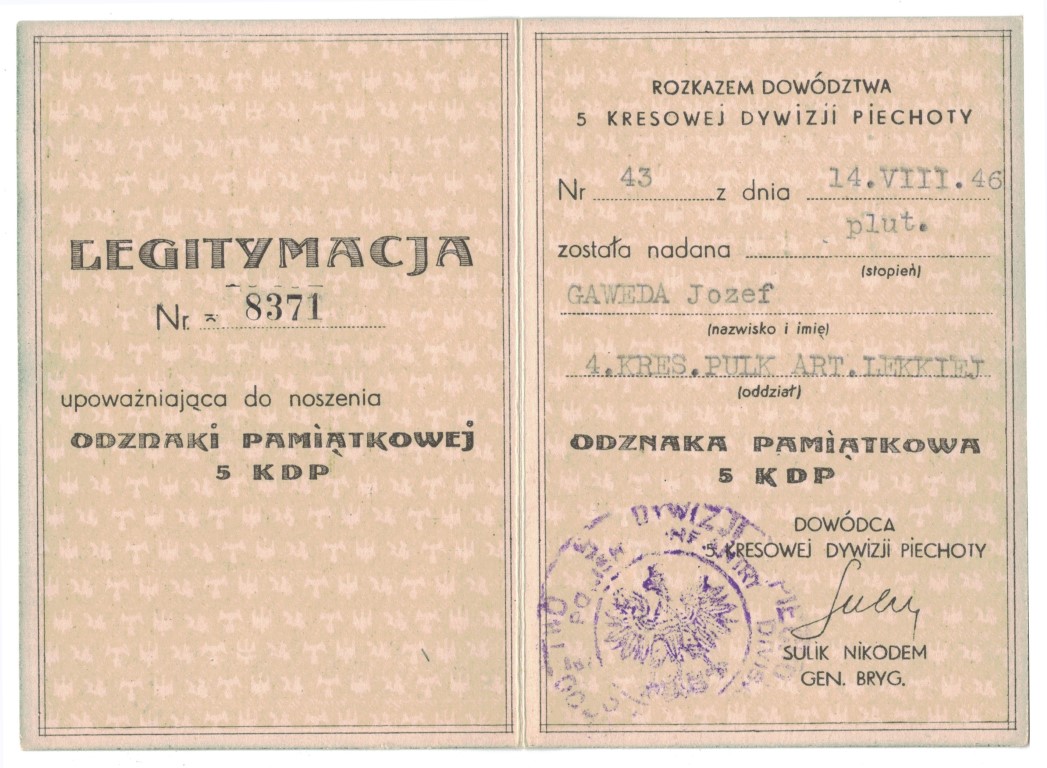 LEGITYMACJA
Nr. 8371
upoważniająca do noszenia
ODZNAKI PAMIĄTKOWEJ
5 KDP
ROZKAZEM DOWÓDZTWA
5 KRESOWEJ DYWIZJI PIECHOTY
Nr 43 z dnia 14.VIII.46
została nadana plut.
(stopień)
GAWEDA Jozef
(nazwisko i imię)
4.KRES.PULK ART.LEKKIEJ
(oddział)
ODZNAKA PAMIĄTKOWA
5 KDP
DOWÓDCA
5 KRESOWEJ DYWIZJI PIECHOTY
SULIK NIKODEM
GEN. BRYG.
DYWIZJI
INFANTRY